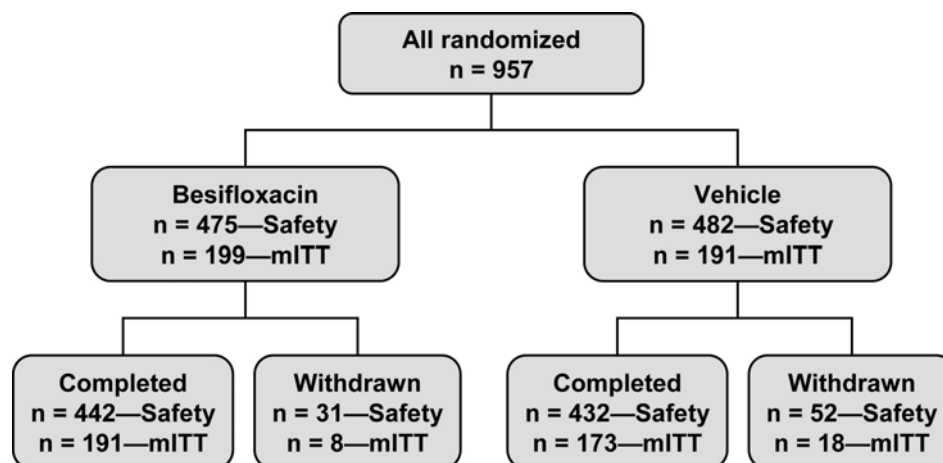 All randomized
n = 957
Besifloxacin
n = 475—Safety
n = 199—mITT
Vehicle
n = 482—Safety
n = 191—mITT
Completed
n = 442—Safety
n = 191—mITT
Withdrawn
n = 31—Safety
n = 8—mITT
Completed
n = 432—Safety
n = 173—mITT
Withdrawn
n = 52—Safety
n = 18—mITT